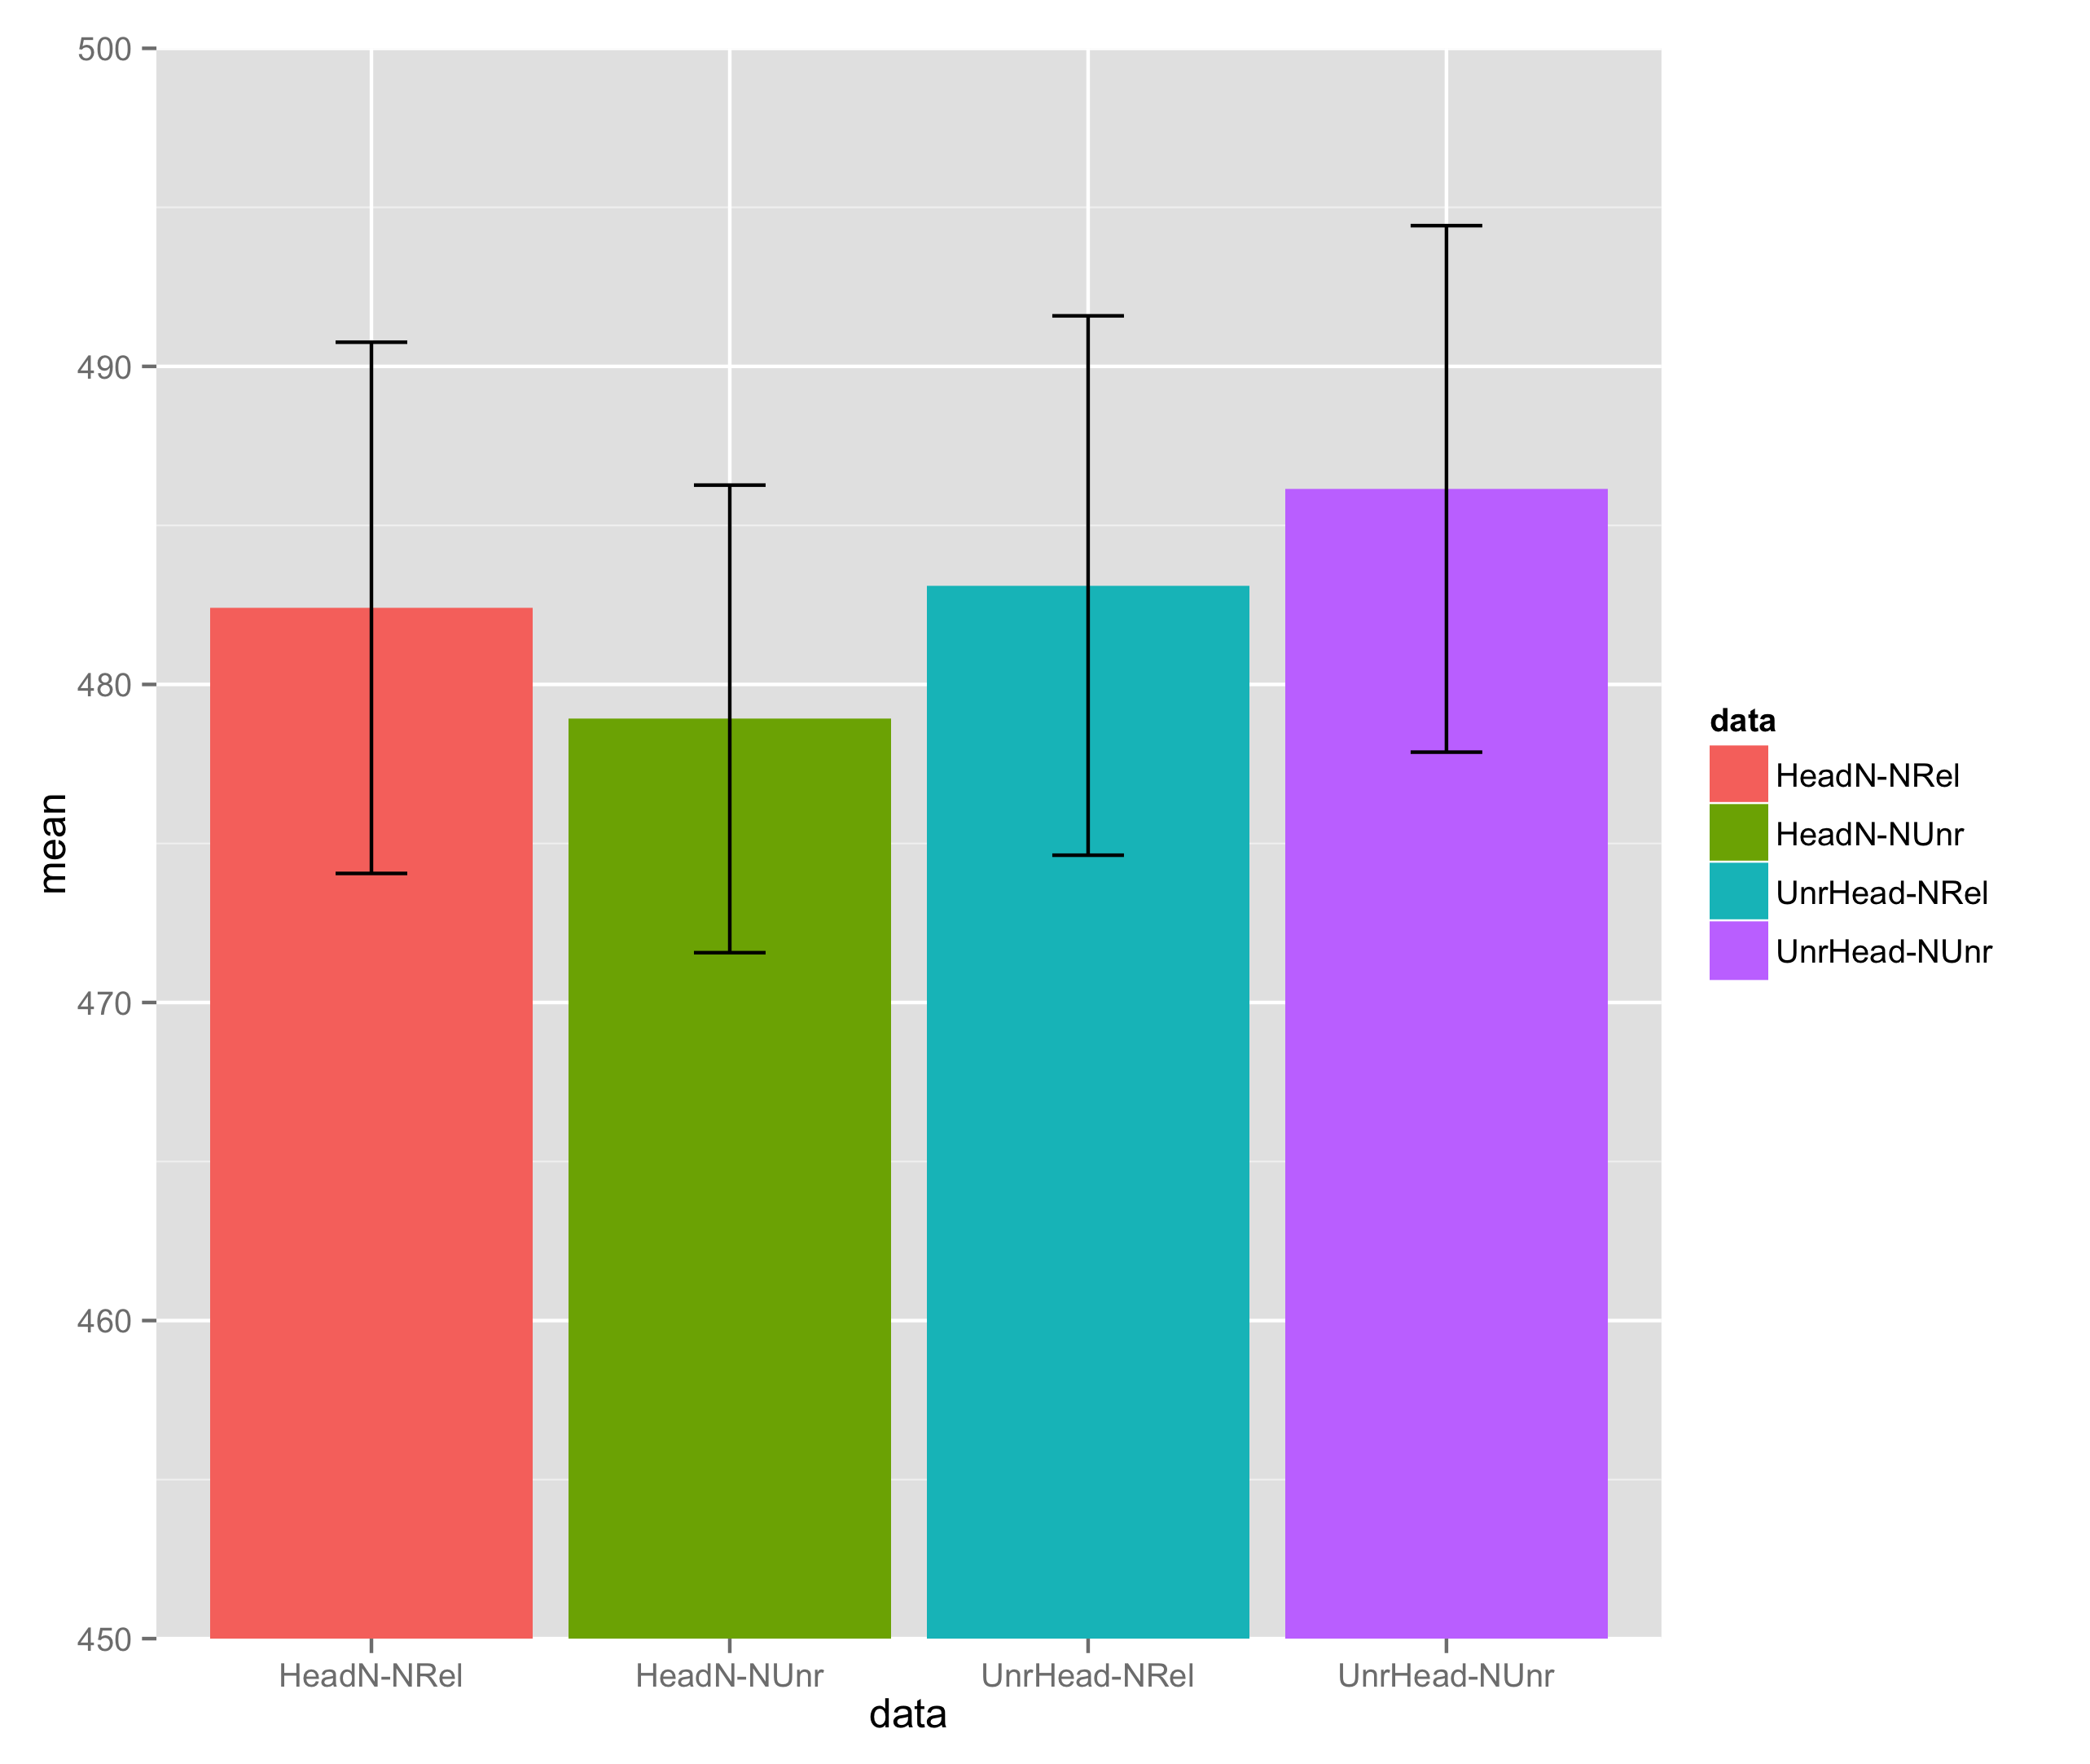 500
490
480
470
460
450
mean
HeadN-NRel HeadN-NUnr UnrHead-NRel UnrHead-NUnr
data
data
HeadN-NRel
HeadN-NUnr
UnrHead-NRel
UnrHead-NUnr